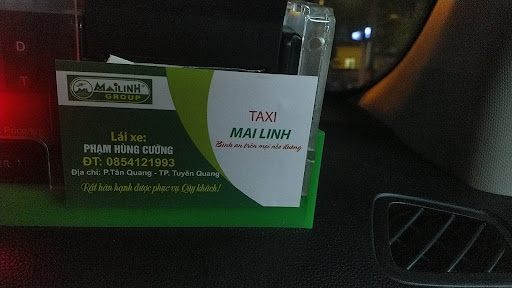 MAILINH
GROUP
Lái xe:
PHẠM HÙNG CƯỜNG
ĐT: 0854121993
Địa chỉ: P.Tân Quang - TP. Tuyên Quang
Rất hân hạnh được phục vụ Qúy khách!
TAXI
MAI LINH
Bình an trên mọi nẻo đường